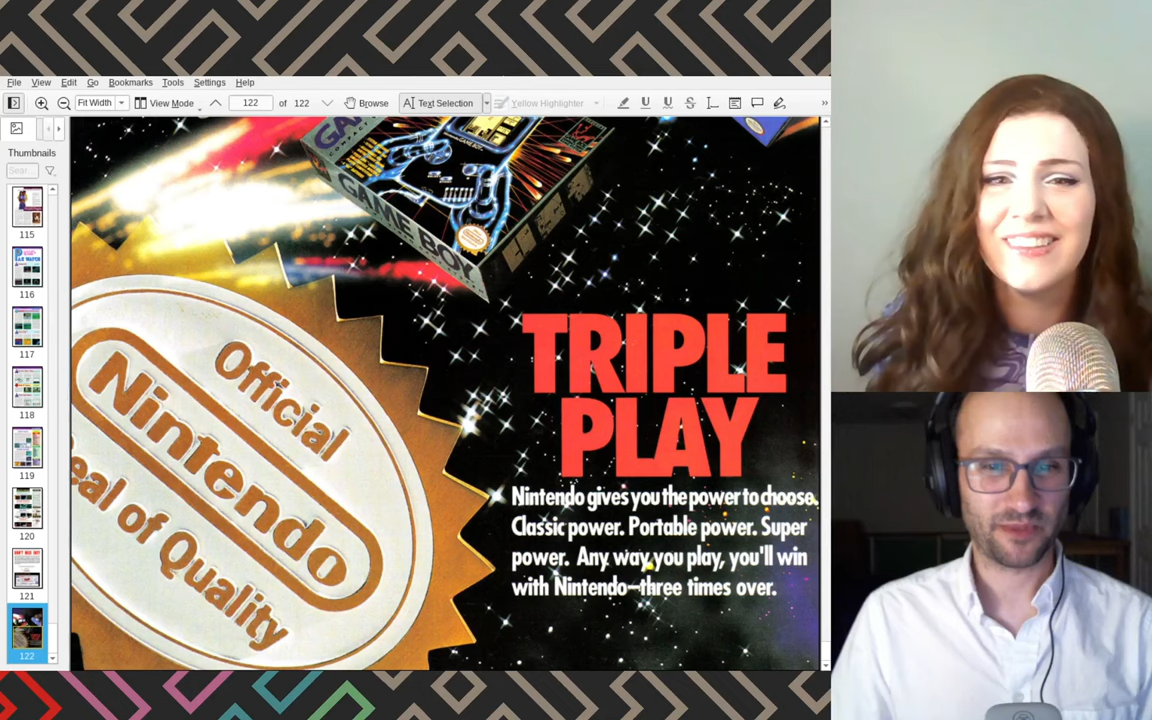 File View Edit Go Bookmarks Tools Settings Help
Fit Width View Mode 122 of 122 Browse Text Selection Yellow Highlighter
Thumbnails
Sear...
115
116
117
118
119
120
121
122
GAME BOY
Official
Nintendo
eal of Quality
TRIPLE
PLAY
Nintendo gives you the power to choose.
Classic power. Portable power. Super
power. Any way you play, you'll win
with Nintendo—three times over.